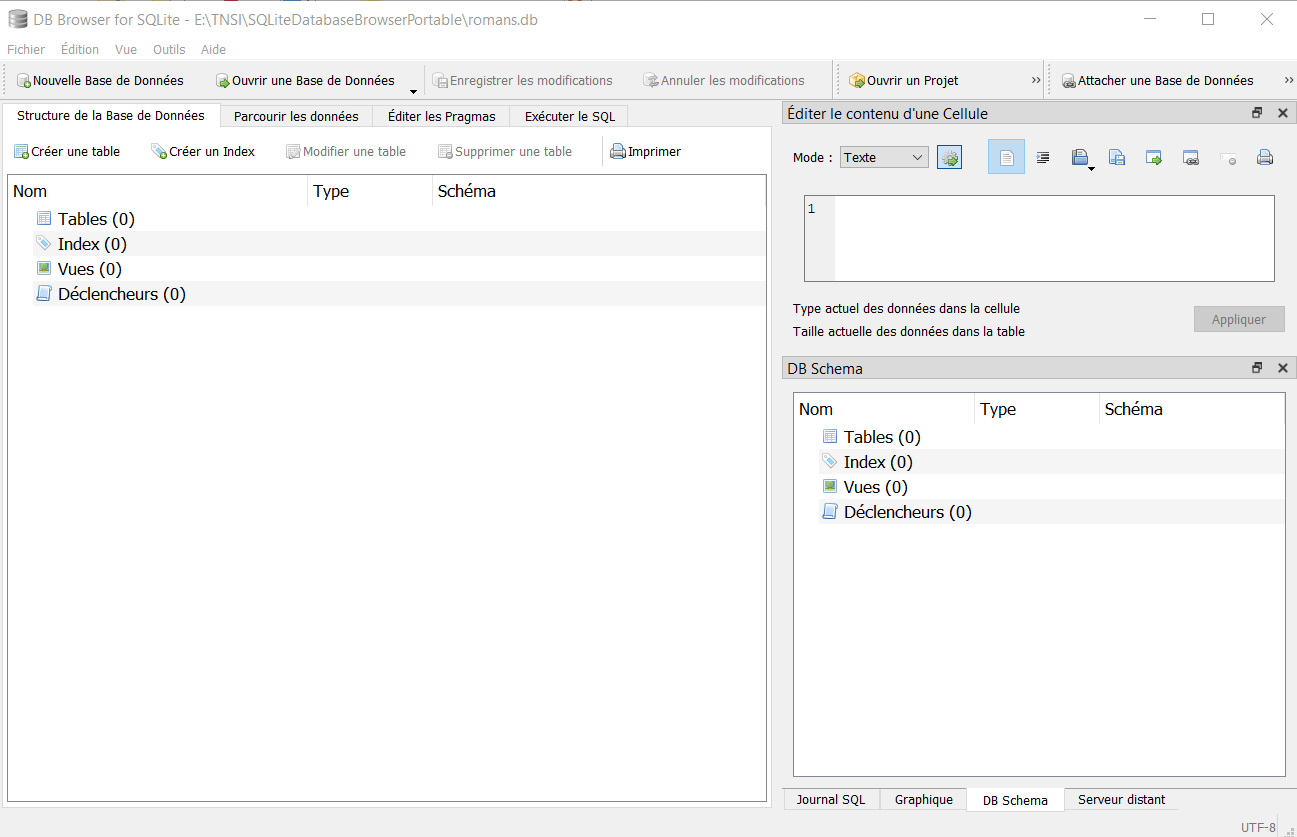 DB Browser for SQLite - E:\TNSI\SQLiteDatabaseBrowserPortable\romans.db
Fichier Édition Vue Outils Aide
Nouvelle Base de Données Ouvrir une Base de Données Enregistrer les modifications Annuler les modifications Ouvrir un Projet » Attacher une Base de Données »
Structure de la Base de Données Parcourir les données Éditer les Pragmas Exécuter le SQL
Créer une table Créer un Index Modifier une table Supprimer une table Imprimer
Nom Type Schéma
Tables (0)
Index (0)
Vues (0)
Déclencheurs (0)
Éditer le contenu d'une Cellule
Mode : Texte
1
Type actuel des données dans la cellule
Taille actuelle des données dans la table
Appliquer
DB Schema
Nom Type Schéma
Tables (0)
Index (0)
Vues (0)
Déclencheurs (0)
Journal SQL Graphique DB Schema Serveur distant
UTF-8